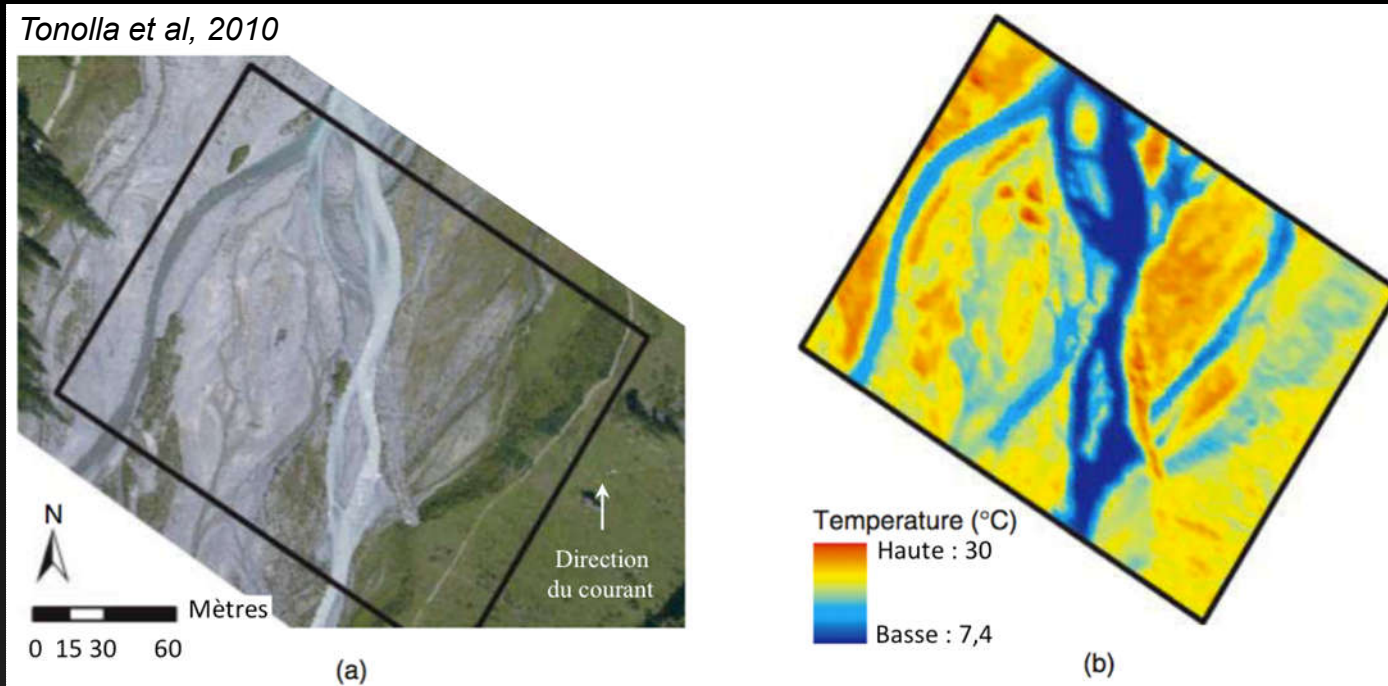 Tonolla et al, 2010
N
Direction
du courant
Mètres
0 15 30 60
(a)
Temperature (°C)
Haute : 30
Basse : 7,4
(b)